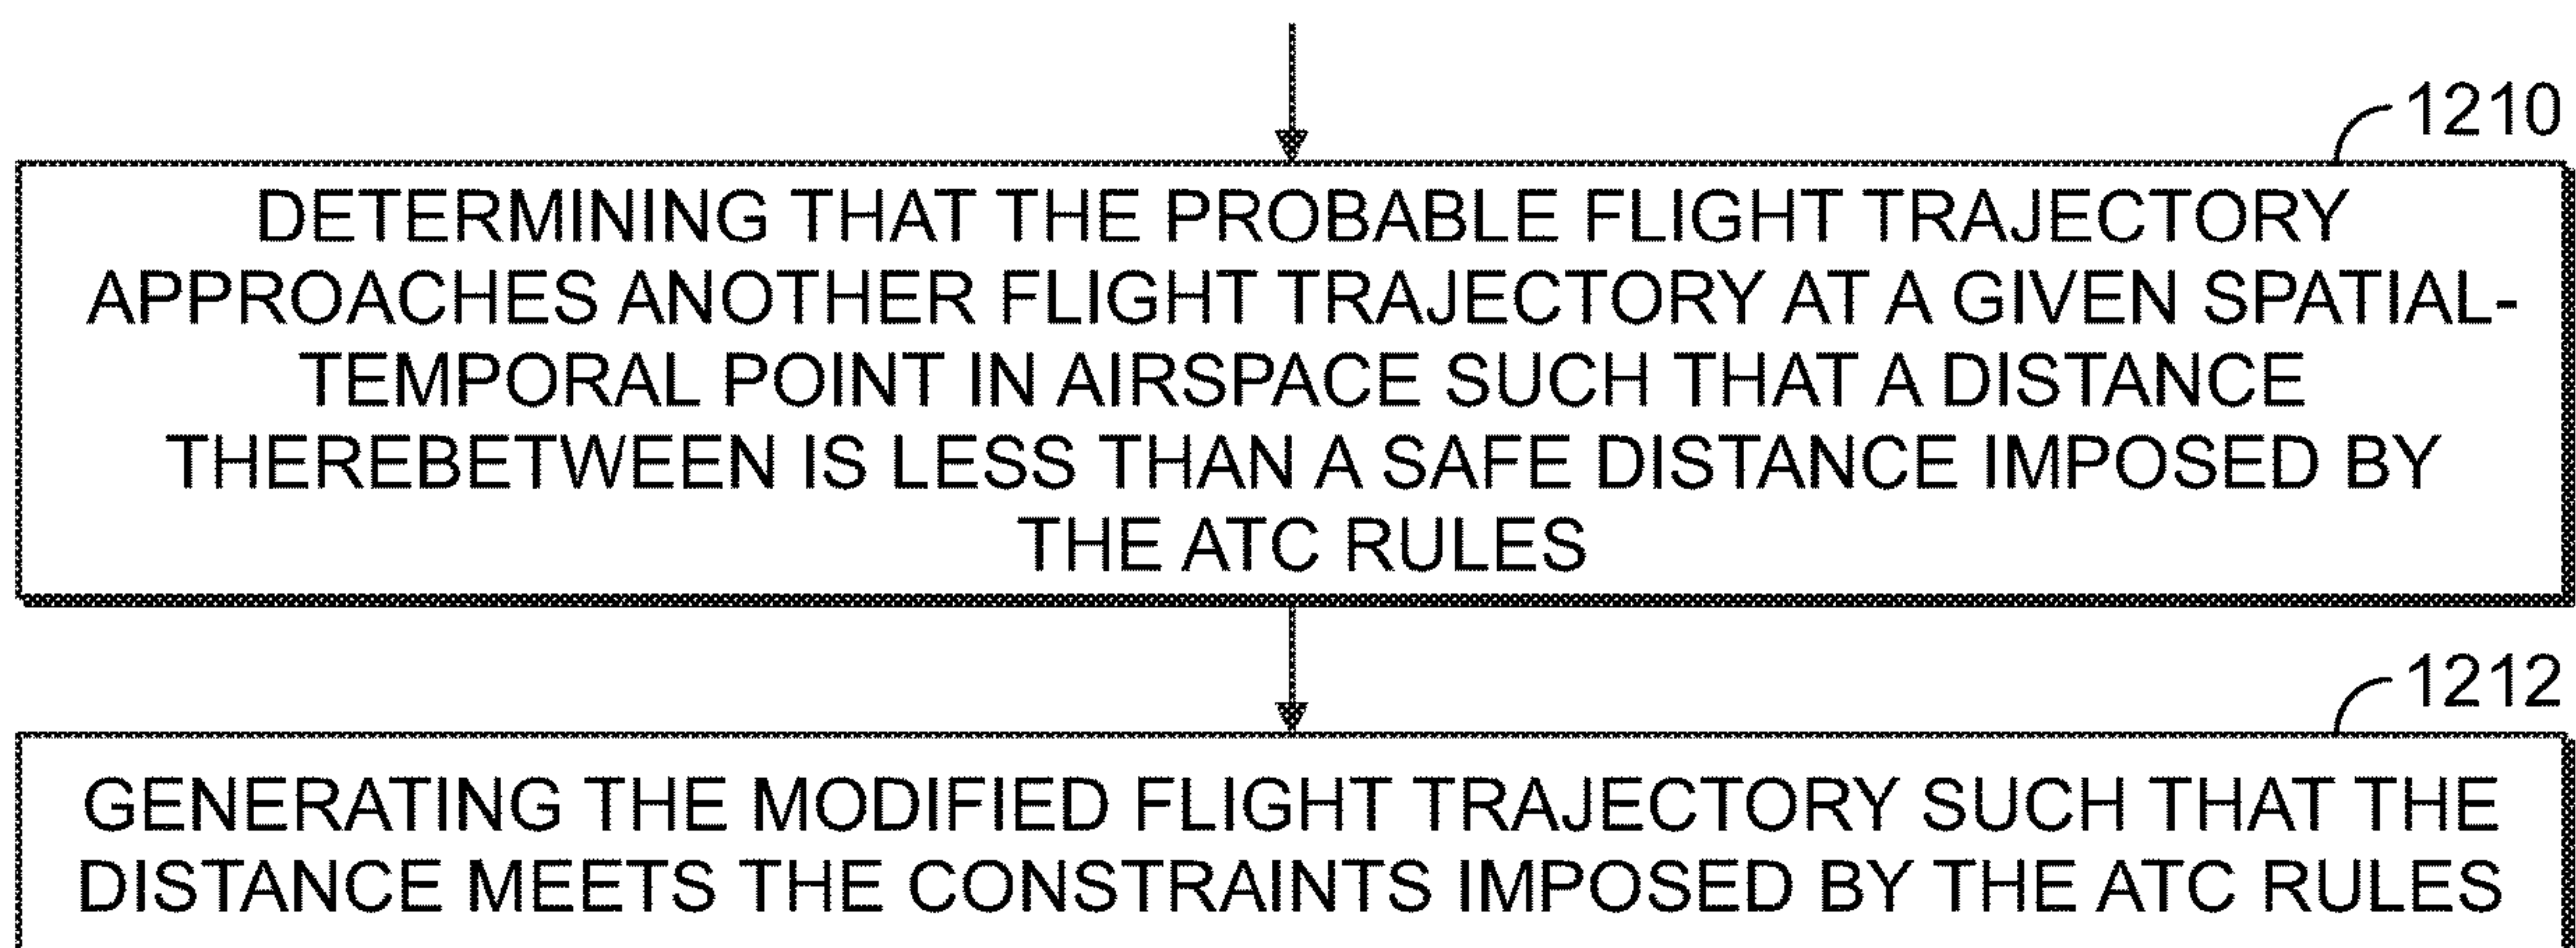 1210
DETERMINING THAT THE PROBABLE FLIGHT TRAJECTORY
APPROACHES ANOTHER FLIGHT TRAJECTORY AT A GIVEN SPATIAL-
TEMPORAL POINT IN AIRSPACE SUCH THAT A DISTANCE
THEREBETWEEN IS LESS THAN A SAFE DISTANCE IMPOSED BY
THE ATC RULES
1212
GENERATING THE MODIFIED FLIGHT TRAJECTORY SUCH THAT THE
DISTANCE MEETS THE CONSTRAINTS IMPOSED BY THE ATC RULES